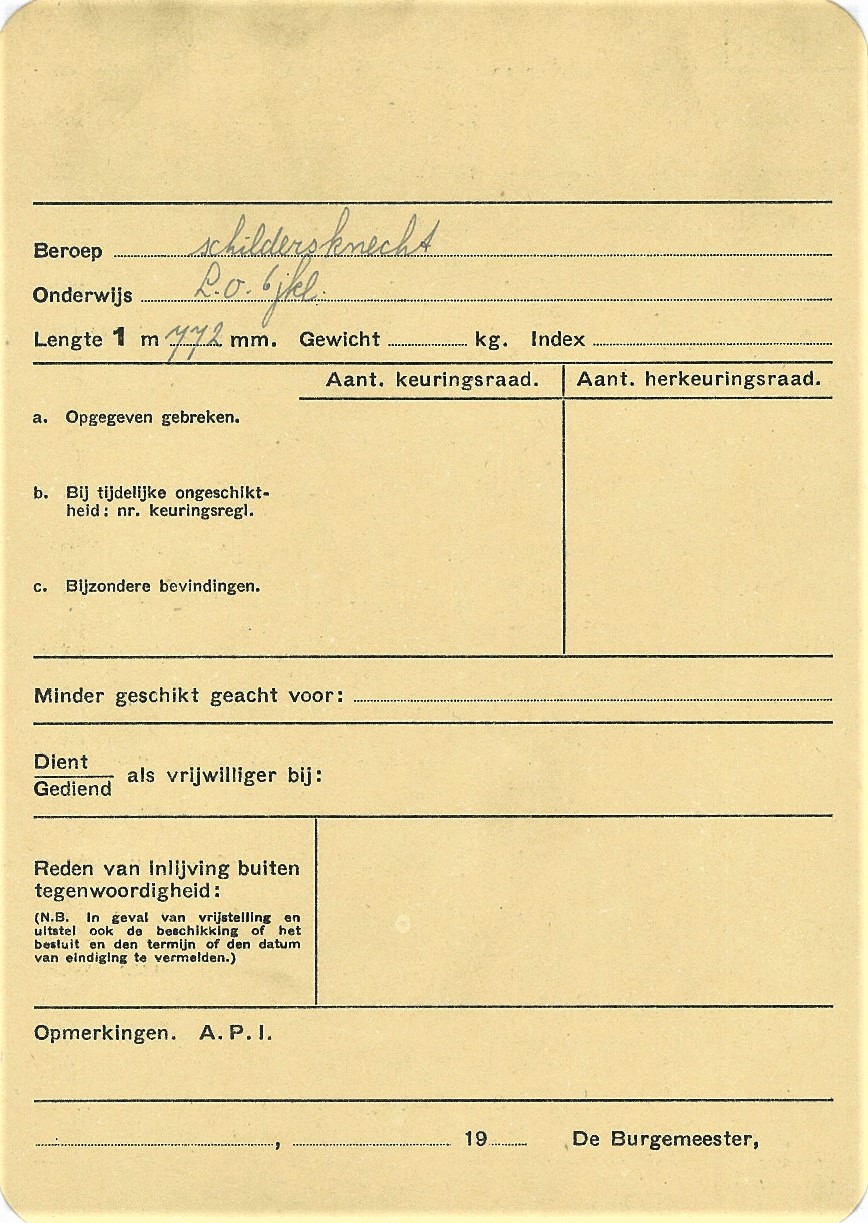 Beroep schildersknecht
Onderwijs L.O. 6 jkl.
Lengte 1 m 772 mm. Gewicht kg. Index
Aant. keuringsraad. Aant. herkeuringsraad.
a. Opgegeven gebreken.
b. Bij tijdelijke ongeschikt-
heid: nr. keuringsregl.
c. Bijzondere bevindingen.
Minder geschikt geacht voor:
Dient
Gediend als vrijwilliger bij:
Reden van inlijving buiten
tegenwoordigheid:
(N.B. In geval van vrijstelling en
uitstel ook de beschikking of het
besluit en den termijn of den datum
van eindiging te vermelden.)
Opmerkingen. A.P.I.
, 19 De Burgemeester,